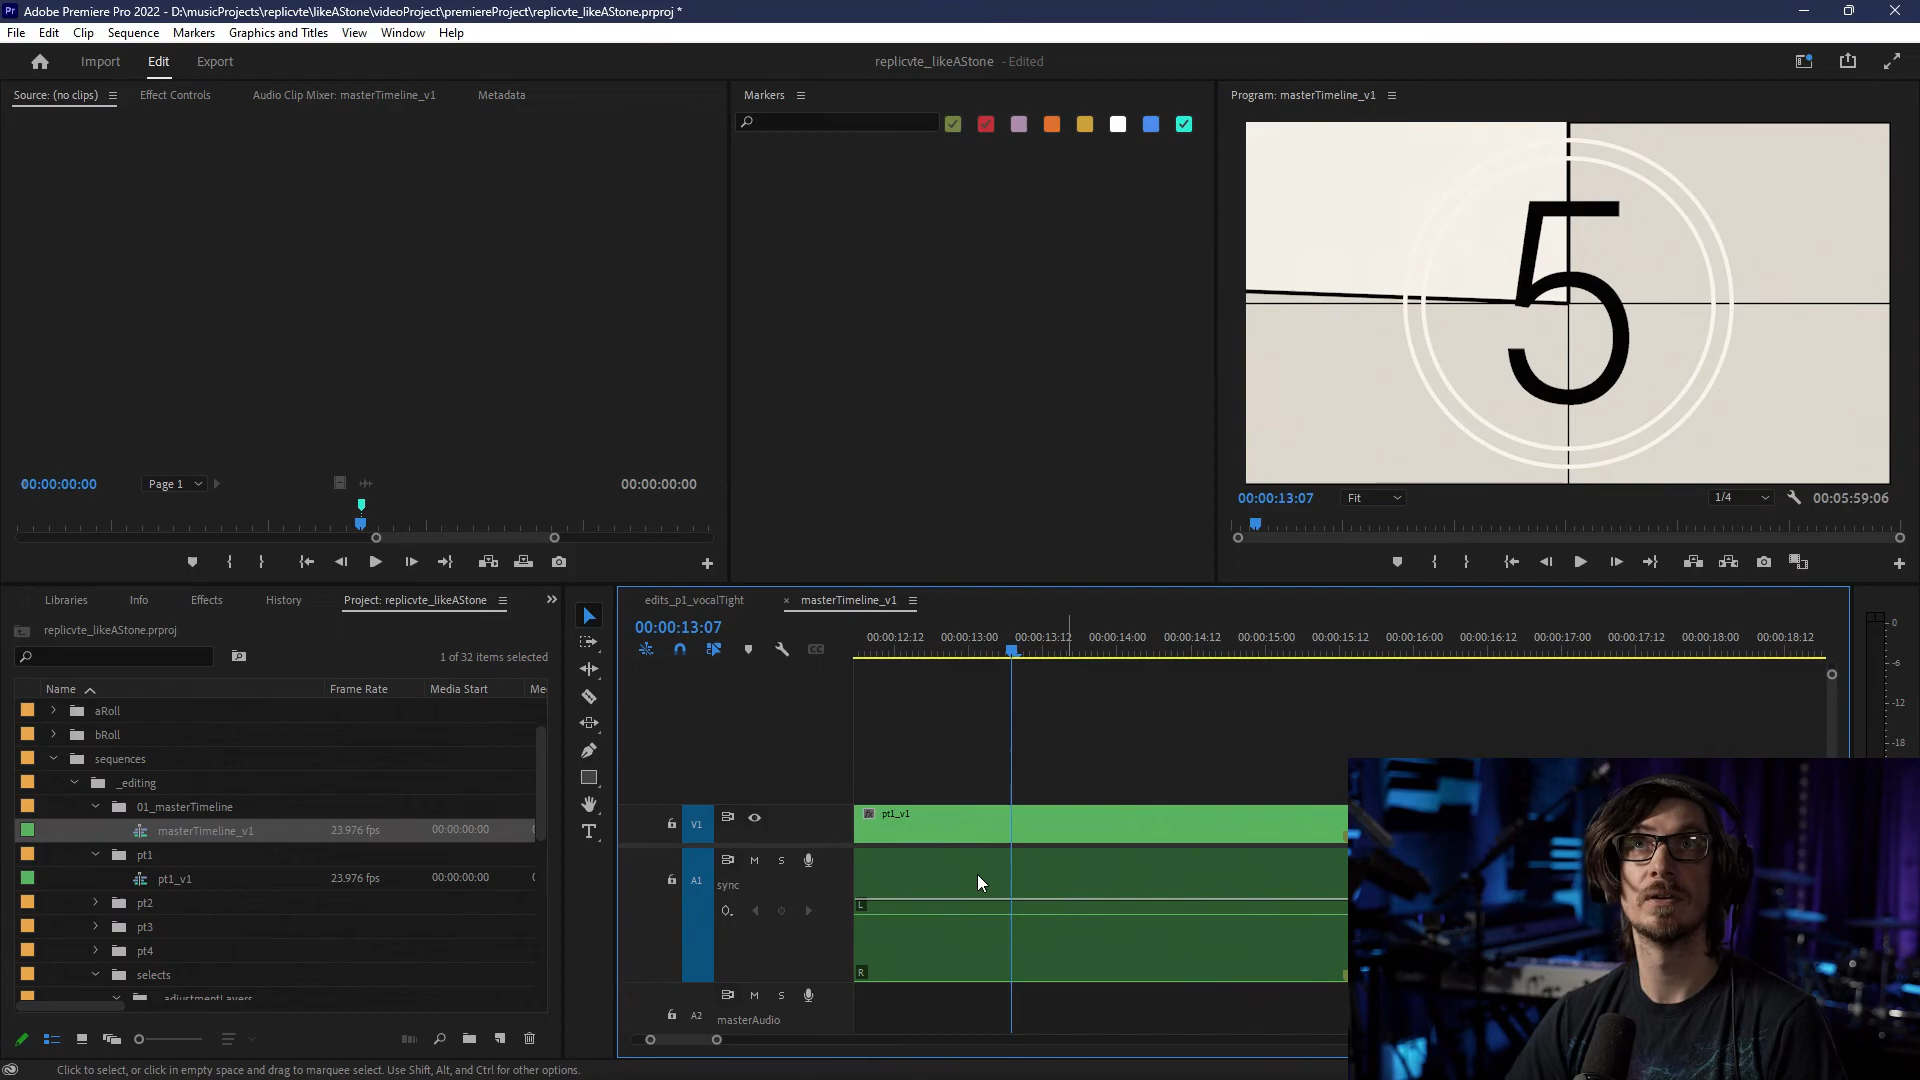 Pr Adobe Premiere Pro 2022 - D:\musicProjects\replicvte\likeAStone\videoProject\premiereProject\replicvte_likeAStone.prproj *
File Edit Clip Sequence Markers Graphics and Titles View Window Help
Import Edit Export replicvte_likeAStone - Edited
Source: (no clips) Effect Controls Audio Clip Mixer: masterTimeline_v1 Metadata
Markers
Program: masterTimeline_v1
5
00:00:00:00 Page 1 00:00:00:00
00:00:13:07 Fit 1/4 00:05:59:06
Libraries Info Effects History Project: replicvte_likeAStone
replicvte_likeAStone.prproj
1 of 32 items selected
Name Frame Rate Media Start Me
aRoll
bRoll
sequences
_editing
01_masterTimeline
masterTimeline_v1 23.976 fps 00:00:00:00
pt1
pt1_v1 23.976 fps 00:00:00:00
pt2
pt3
pt4
selects
adjustmentLayers
edits_p1_vocalTight × masterTimeline_v1
00:00:13:07
00:00:12:12 00:00:13:00 00:00:13:12 00:00:14:00 00:00:14:12 00:00:15:00 00:00:15:12 00:00:16:00 00:00:16:12 00:00:17:00 00:00:17:12 00:00:18:00 00:00:18:12
CC
V1
fx pt1_v1
A1 M S
sync
L
R
M S
A2 masterAudio
0
-6
-12
-18
T
Click to select, or click in empty space and drag to marquee select. Use Shift, Alt, and Ctrl for other options.